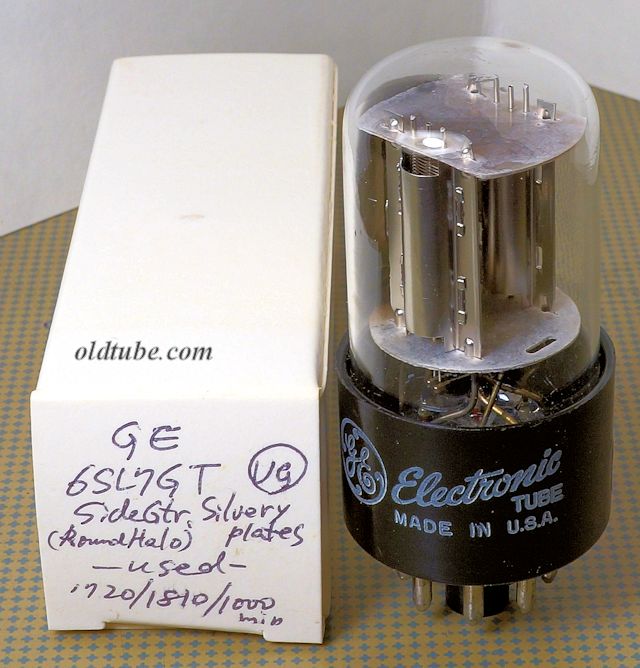 oldtube.com
GE
6SL7GT VG
SideGtr. Silvery
(RoundHalo) plates
-used-
1720/1810/1000
min
GE Electronic
TUBE
MADE IN U.S.A.